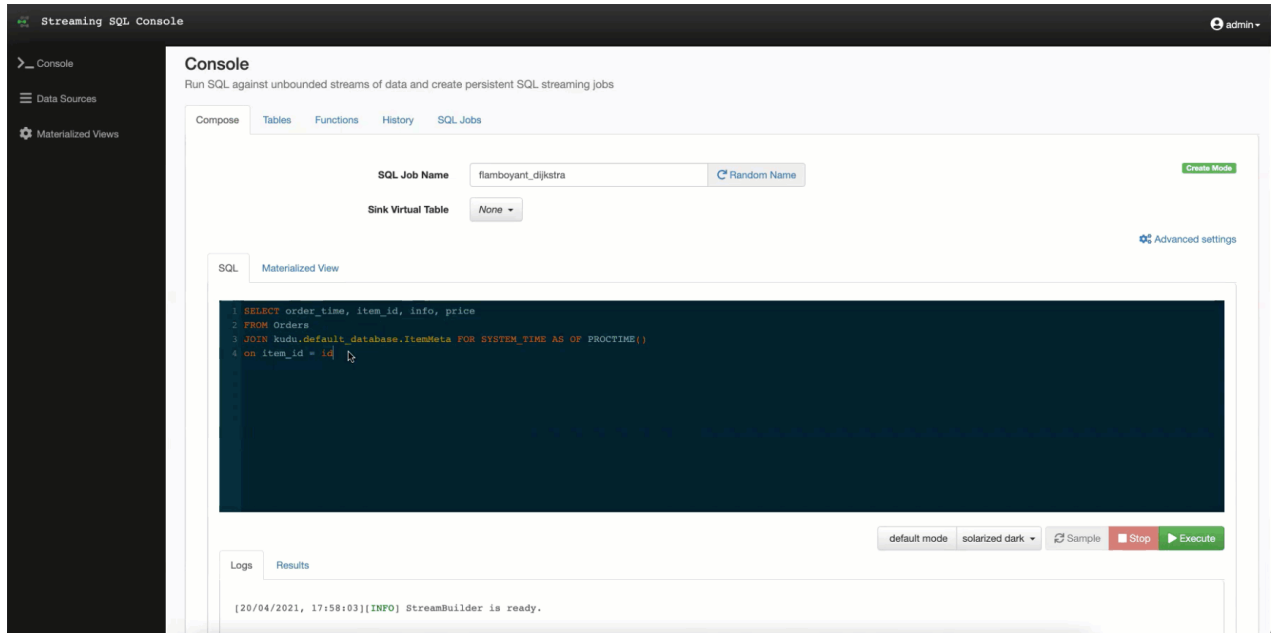 Streaming SQL Console
admin
Console
Data Sources
Materialized Views
Console
Run SQL against unbounded streams of data and create persistent SQL streaming jobs
Compose Tables Functions History SQL Jobs
SQL Job Name flamboyant_dijkstra Random Name
Create Mode
Sink Virtual Table None
Advanced settings
SQL Materialized View
1 SELECT order_time, item_id, info, price
2 FROM Orders
3 JOIN kudu.default_database.ItemMeta FOR SYSTEM_TIME AS OF PROCTIME()
4 on item_id = id
default mode solarized dark Sample Stop Execute
Logs Results
[20/04/2021, 17:58:03][INFO] StreamBuilder is ready.